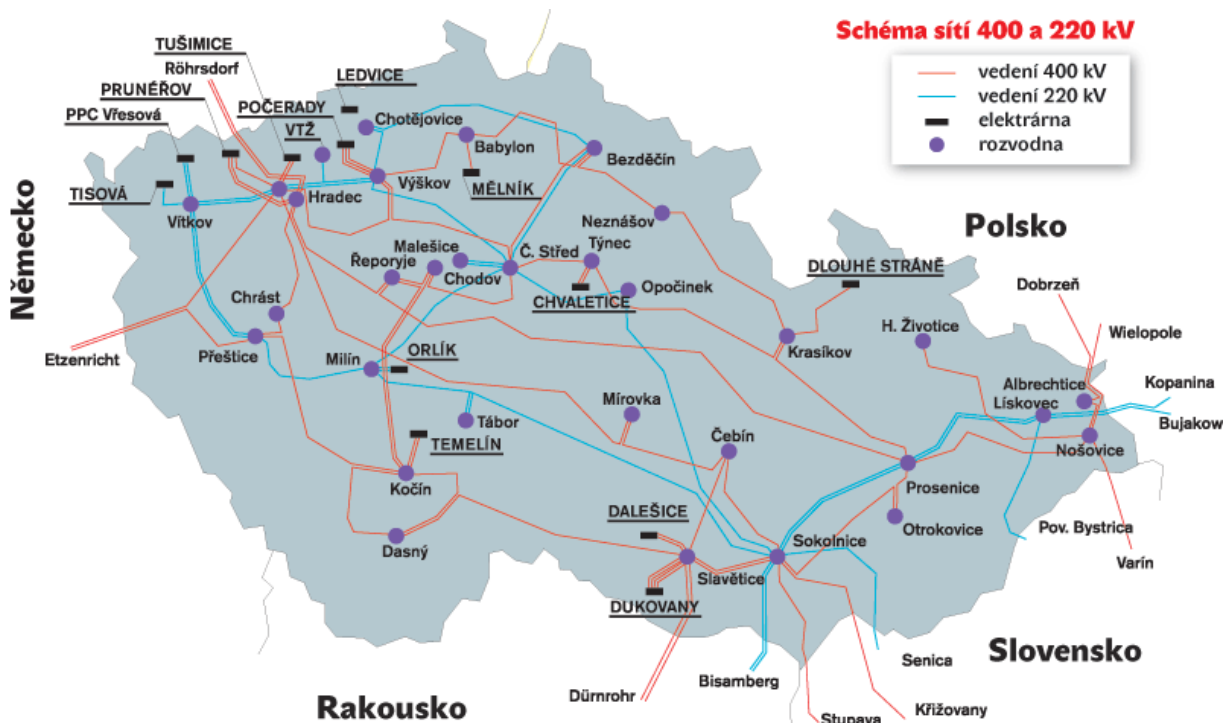 Schéma sítí 400 a 220 kV
vedení 400 kV
vedení 220 kV
elektrárna
rozvodna
TUŠIMICE
Röhrsdorf
PRUNÉŘOV
PPC Vřesová
TISOVÁ
LEDVICE
POČERADY
VTŽ
Chotějovice
Babylon
Bezděčín
Výškov
MĚLNÍK
Hradec
Vítkov
Neznášov
Německo
Polsko
Malešice
Č. Střed
Týnec
Řeporyje
Chodov
CHVALETICE
Opočinek
DLOUHÉ STRÁNĚ
Dobrzeň
Wielopole
Chrást
Etzenricht
Přeštice
Milín
ORLÍK
Krasíkov
H. Životice
Albrechtice
Lískovec
Kopanina
Bujakow
Nošovice
Tábor
Mírovka
Čebín
TEMELÍN
Kočín
Prosenice
Otrokovice
Pov. Bystrica
Varín
Dasný
DALEŠICE
Slavětice
Sokolnice
DUKOVANY
Senica
Slovensko
Bisamberg
Dürnrohr
Rakousko
Stupava
Křižovany